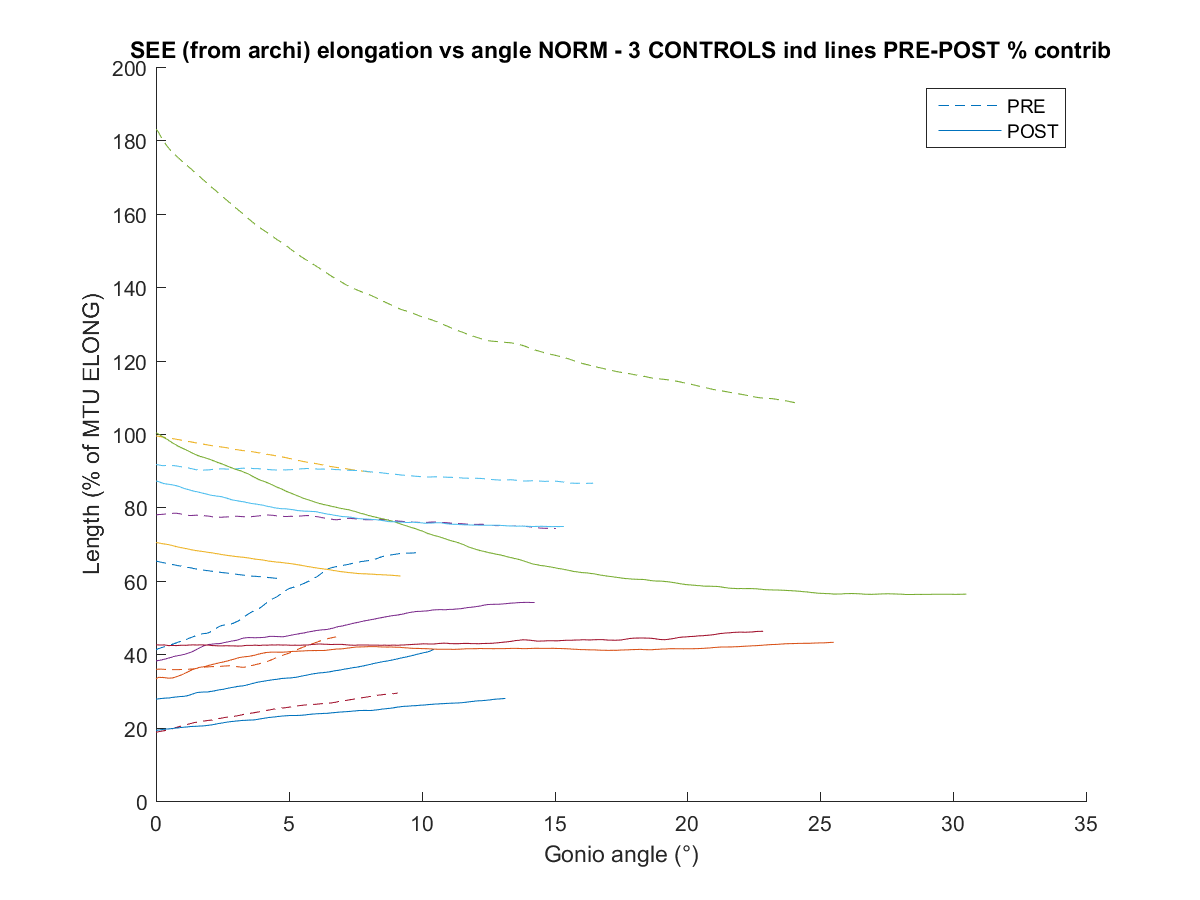 SEE (from archi) elongation vs angle NORM - 3 CONTROLS ind lines PRE-POST % contrib
PRE
POST
Length (% of MTU ELONG)
200
180
160
140
120
100
80
60
40
20
0
0 5 10 15 20 25 30 35
Gonio angle (°)